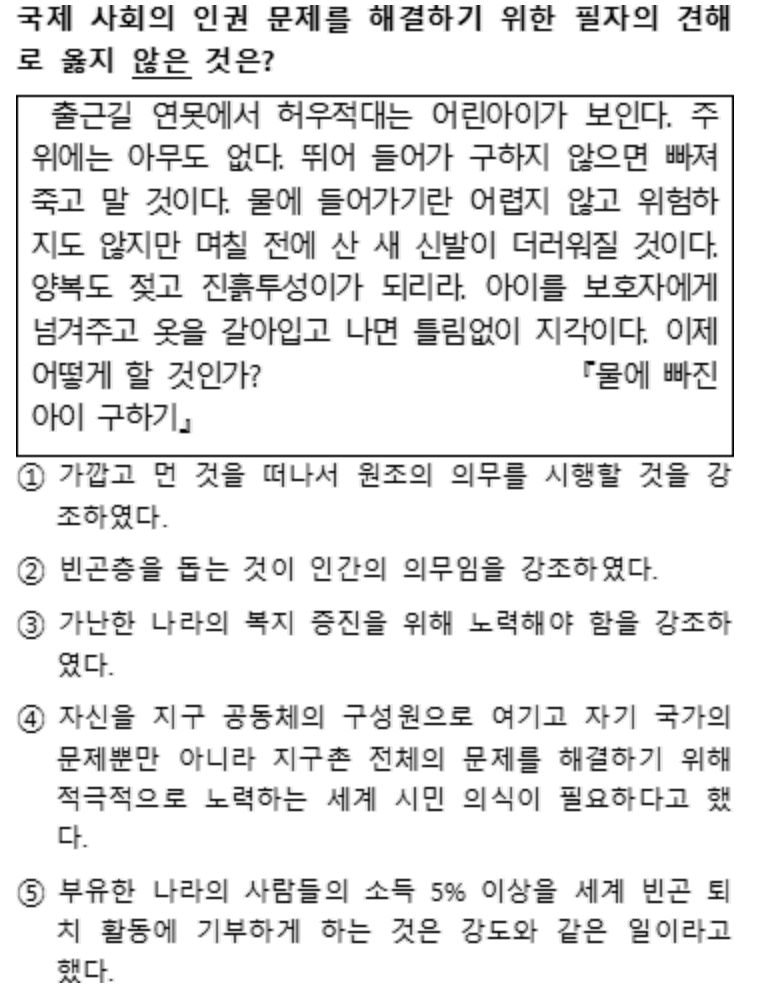 국제 사회의 인권 문제를 해결하기 위한 필자의 견해
로 옳지 않은 것은?
출근길 연못에서 허우적대는 어린아이가 보인다. 주
위에는 아무도 없다. 뛰어 들어가 구하지 않으면 빠져
죽고 말 것이다. 물에 들어가기란 어렵지 않고 위험하
지도 않지만 며칠 전에 산 새 신발이 더러워질 것이다.
양복도 젖고 진흙투성이가 되리라. 아이를 보호자에게
넘겨주고 옷을 갈아입고 나면 틀림없이 지각이다. 이제
어떻게 할 것인가? 『물에 빠진
아이 구하기』
① 가깝고 먼 것을 떠나서 원조의 의무를 시행할 것을 강
조하였다.
② 빈곤층을 돕는 것이 인간의 의무임을 강조하였다.
③ 가난한 나라의 복지 증진을 위해 노력해야 함을 강조하
였다.
④ 자신을 지구 공동체의 구성원으로 여기고 자기 국가의
문제뿐만 아니라 지구촌 전체의 문제를 해결하기 위해
적극적으로 노력하는 세계 시민 의식이 필요하다고 했
다.
⑤ 부유한 나라의 사람들의 소득 5% 이상을 세계 빈곤 퇴
치 활동에 기부하게 하는 것은 강도와 같은 일이라고
했다.